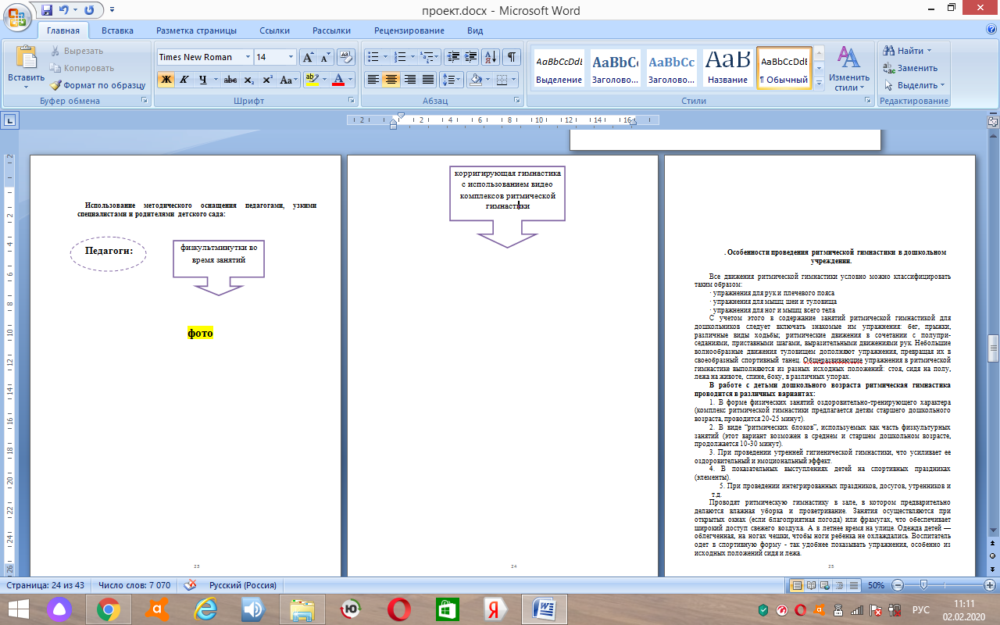 проект.docx - Microsoft Word
Главная Вставка Разметка страницы Ссылки Рассылки Рецензирование Вид
Вставить
Вырезать
Копировать
Формат по образцу
Буфер обмена
Times New Roman 14
Ж К Ч abc x₂ x² Aa
Шрифт
Абзац
AaBbCcDdI AaBbCc AaBbCc AaB AaBbCcDdI
Выделение Заголово... Заголово... Название ¶ Обычный
Стили
Изменить стили
Найти
Заменить
Выделить
Редактирование
2 2 4 6 8 10 12 14 16
Использование методического оснащения педагогами, узкими
специалистами и родителями детского сада:
Педагоги:
физкультминутки во
время занятий
фото
23
корригирующая гимнастика
с использованием видео
комплексов ритмической
гимнастики
24
. Особенности проведения ритмической гимнастики в дошкольном
учреждении.
Все движения ритмической гимнастики условно можно классифицировать
таким образом:
· упражнения для рук и плечевого пояса
· упражнения для мышц шеи и туловища
· упражнения для ног и мышц всего тела
С учетом этого в содержание занятий ритмической гимнастикой для
дошкольников следует включать знакомые им упражнения: бег, прыжки,
различные виды ходьбы; ритмические движения в сочетании с полупри-
седаниями, приставными шагами, выразительными движениями рук. Небольшие
волнообразные движения туловищем дополняют упражнения, превращая их в
своеобразный спортивный танец. Общеразвивающие упражнения в ритмической
гимнастике выполняются из разных исходных положений: стоя, сидя на полу,
лежа на животе, спине, боку, в различных упорах.
В работе с детьми дошкольного возраста ритмическая гимнастика
проводится в различных вариантах:
1. В форме физических занятий оздоровительно-тренирующего характера
(комплекс ритмической гимнастики предлагается детям старшего дошкольного
возраста, проводится 20-25 минут).
2. В виде “ритмических блоков”, используемых как часть физкультурных
занятий (этот вариант возможен в среднем и старшем дошкольном возрасте,
продолжается 10-30 минут).
3. При проведении утренней гигиенической гимнастики, что усиливает ее
оздоровительный и эмоциональный эффект.
4. В показательных выступлениях детей на спортивных праздниках
(элементы).
5. При проведении интегрированных праздников, досугов, утренников и
т.д.
Проводят ритмическую гимнастику в зале, в котором предварительно
делаются влажная уборка и проветривание. Занятия осуществляются при
открытых окнах (если благоприятная погода) или фрамугах, что обеспечивает
широкий доступ свежего воздуха. А в летнее время на улице. Одежда детей —
облегченная, на ногах чешки, чтобы ноги ребенка не охлаждались. Воспитатель
одет в спортивную форму - так удобнее показывать упражнения, особенно из
исходных положений сидя и лежа.
25
Страница: 24 из 43 Число слов: 7 070 Русский (Россия) 50%
РУС
11:11
02.02.2020